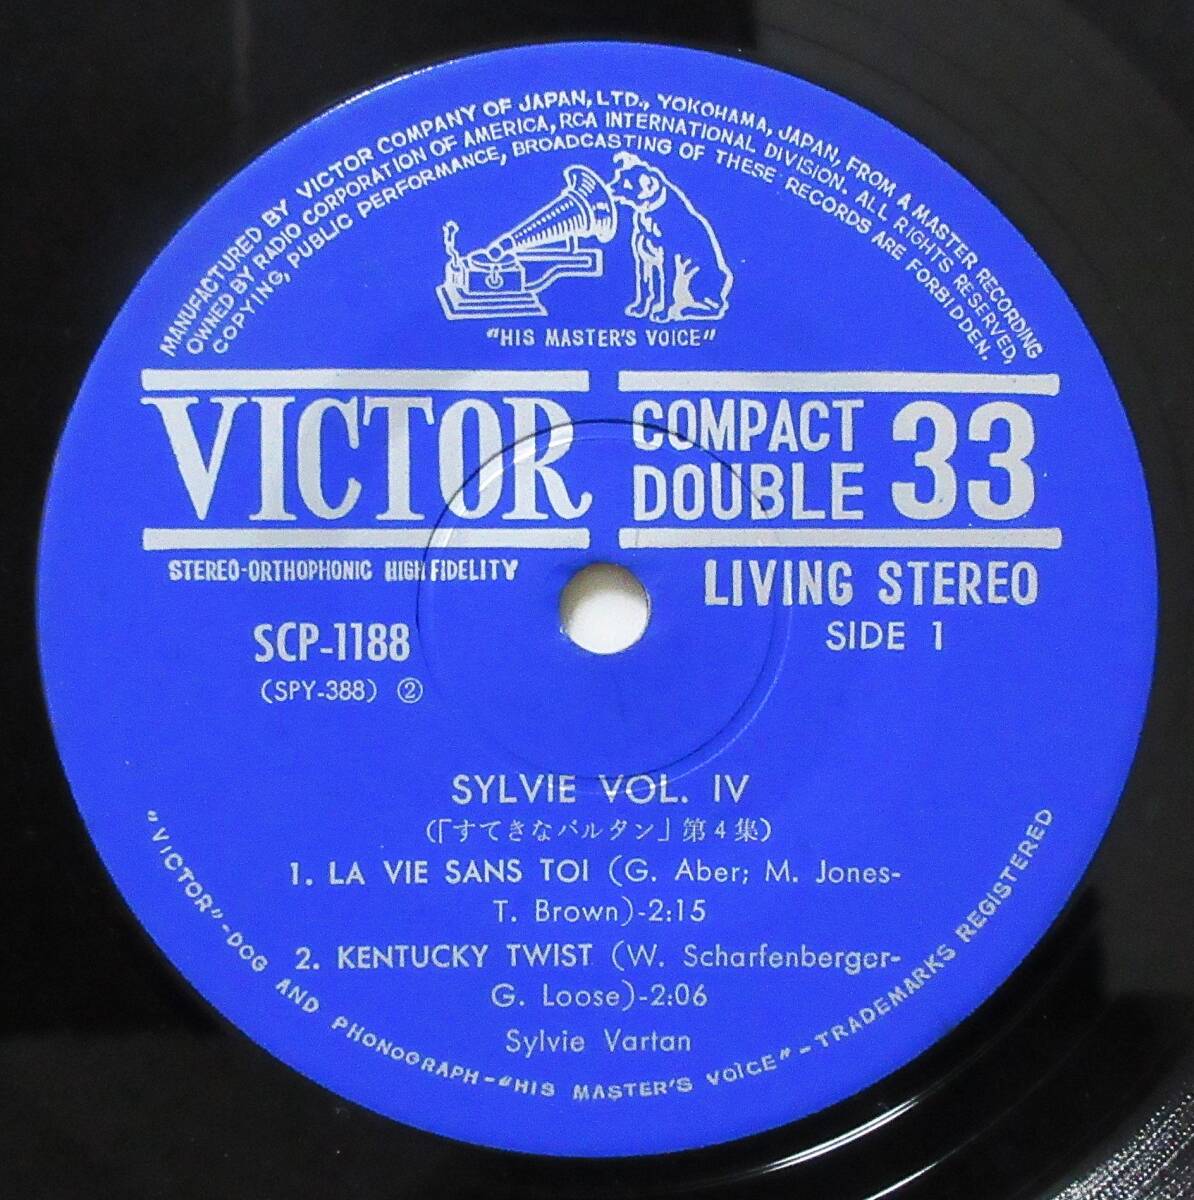 MANUFACTURED BY VICTOR COMPANY OF JAPAN, LTD., YOKOHAMA, JAPAN, FROM A MASTER RECORDING
OWNED BY RADIO CORPORATION OF AMERICA, RCA INTERNATIONAL DIVISION. ALL RIGHTS RESERVED,
COPYING, PUBLIC PERFORMANCE, BROADCASTING OF THESE RECORDS ARE FORBIDDEN.
"HIS MASTER'S VOICE"
VICTOR
COMPACT
DOUBLE 33
STEREO-ORTHOPHONIC HIGH FIDELITY
LIVING STEREO
SIDE 1
SCP-1188
(SPY-388) ②
SYLVIE VOL. IV
(「すてきなバルタン」第4集)
1. LA VIE SANS TOI (G. Aber; M. Jones-
T. Brown)-2:15
2. KENTUCKY TWIST (W. Scharfenberger-
G. Loose)-2:06
Sylvie Vartan
"VICTOR"-DOG AND PHONOGRAPH-"HIS MASTER'S VOICE"-TRADEMARKS REGISTERED